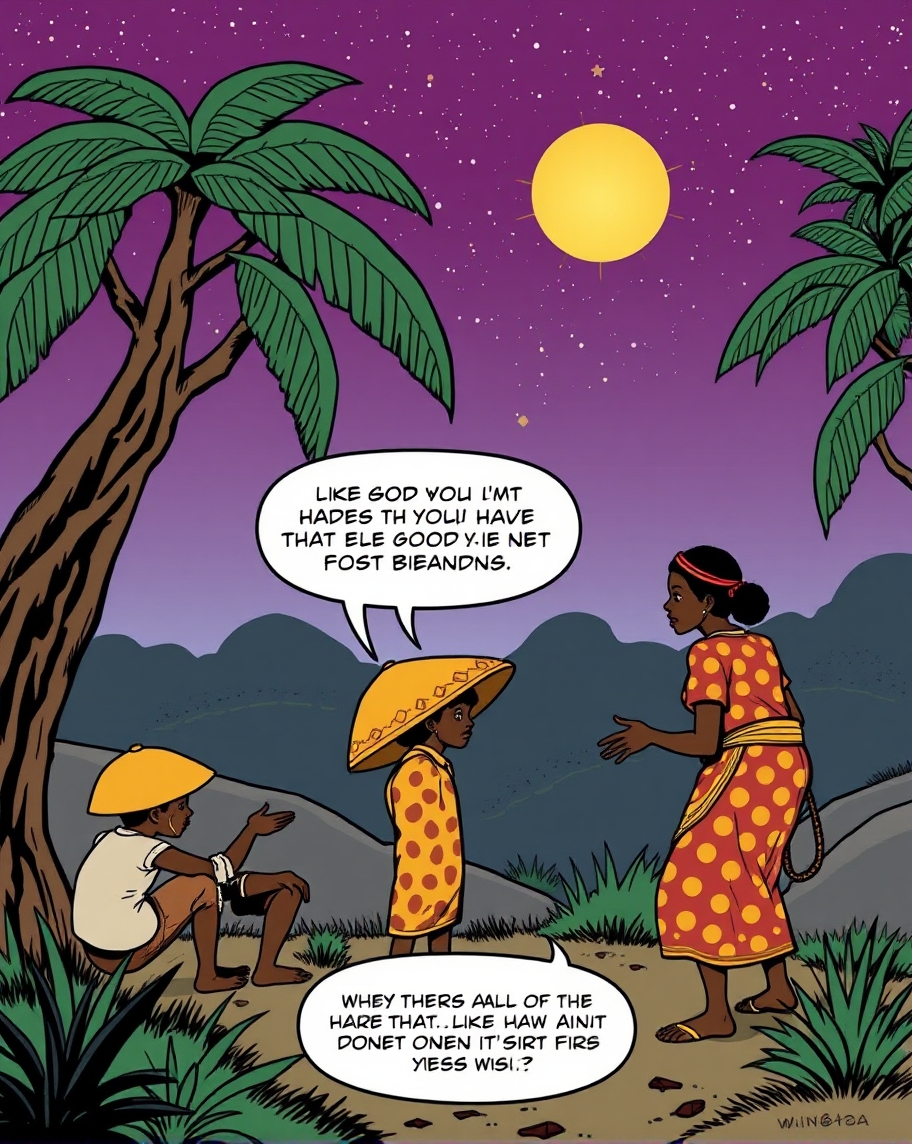 LIKE GOD YOU L'MT
HADES TH YOLU HAVE
THAT ELE GOOD Y.IE NET
FOST BIEANDNS.
WHEY THERS AALL OF THE
HARE THAT...LIKE HAW AINIT
DONET ONEN IT'SIRT FIRS
YIESS WISI.?